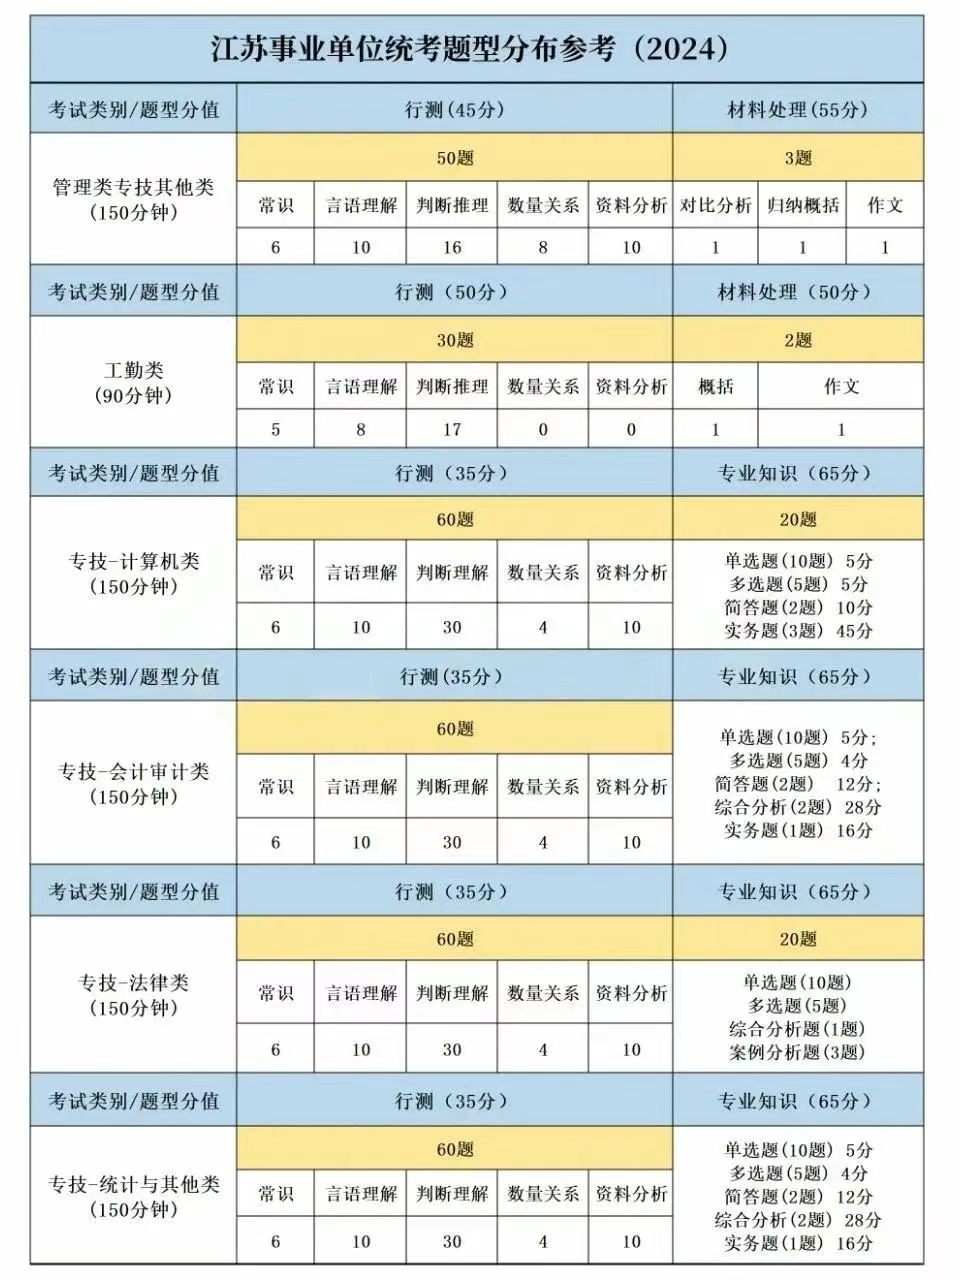 江苏事业单位统考题型分布参考（2024）
考试类别/题型分值 行测(45分) 材料处理(55分)
管理类专技其他类
(150分钟)
50题 3题
常识 言语理解 判断推理 数量关系 资料分析 对比分析 归纳概括 作文
6 10 16 8 10 1 1 1
考试类别/题型分值 行测（50分） 材料处理（50分）
工勤类
(90分钟)
30题 2题
常识 言语理解 判断推理 数量关系 资料分析 概括 作文
5 8 17 0 0 1 1
考试类别/题型分值 行测（35分） 专业知识（65分）
专技-计算机类
(150分钟)
60题 20题
常识 言语理解 判断理解 数量关系 资料分析
6 10 30 4 10
单选题(10题) 5分
多选题(5题) 5分
简答题(2题) 10分
实务题(3题) 45分
考试类别/题型分值 行测(35分） 专业知识（65分）
专技-会计审计类
(150分钟)
60题
常识 言语理解 判断理解 数量关系 资料分析
6 10 30 4 10
单选题(10题) 5分;
多选题(5题) 4分
简答题(2题) 12分;
综合分析(2题) 28分
实务题(1题) 16分
考试类别/题型分值 行测（35分） 专业知识（65分）
专技-法律类
(150分钟)
60题 20题
常识 言语理解 判断理解 数量关系 资料分析
6 10 30 4 10
单选题(10题)
多选题(5题)
综合分析题(1题)
案例分析题(3题)
考试类别/题型分值 行测（35分） 专业知识（65分）
专技-统计与其他类
(150分钟)
60题
常识 言语理解 判断理解 数量关系 资料分析
6 10 30 4 10
单选题(10题) 5分
多选题(5题) 4分
简答题(2题) 12分
综合分析(2题) 28分
实务题(1题) 16分